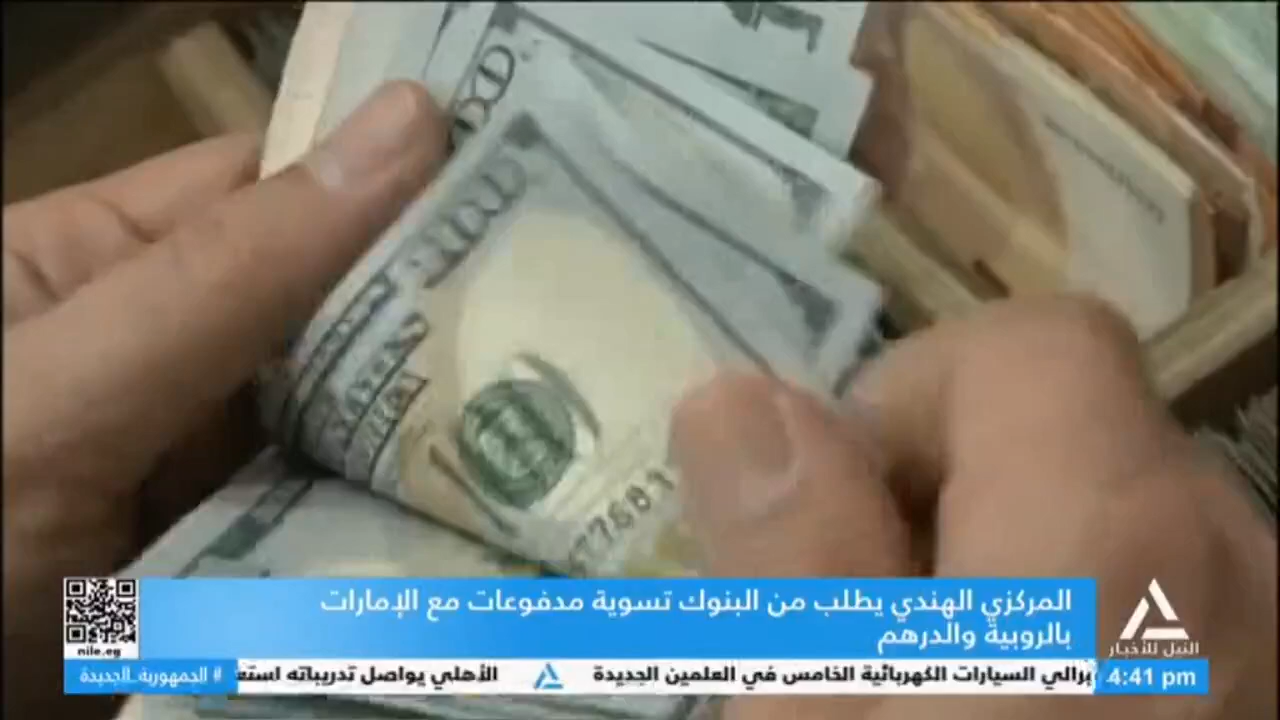 المركزي الهندي يطلب من البنوك تسوية مدفوعات مع الإمارات
بالروبية والدرهم
النيل للأخبار
nile.eg
4:41 pm
برالي السيارات الكهربائية الخامس في العلمين الجديدة
الأهلي يواصل تدريباته استع
# الجمهورية_الجديدة